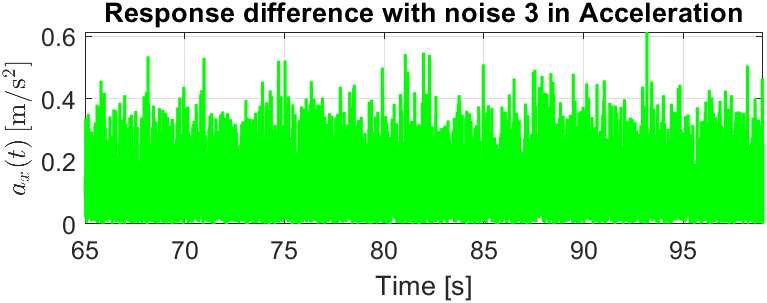 Response difference with noise 3 in Acceleration
a_x(t) [m/s²]
0.6
0.4
0.2
0
65 70 75 80 85 90 95
Time [s]